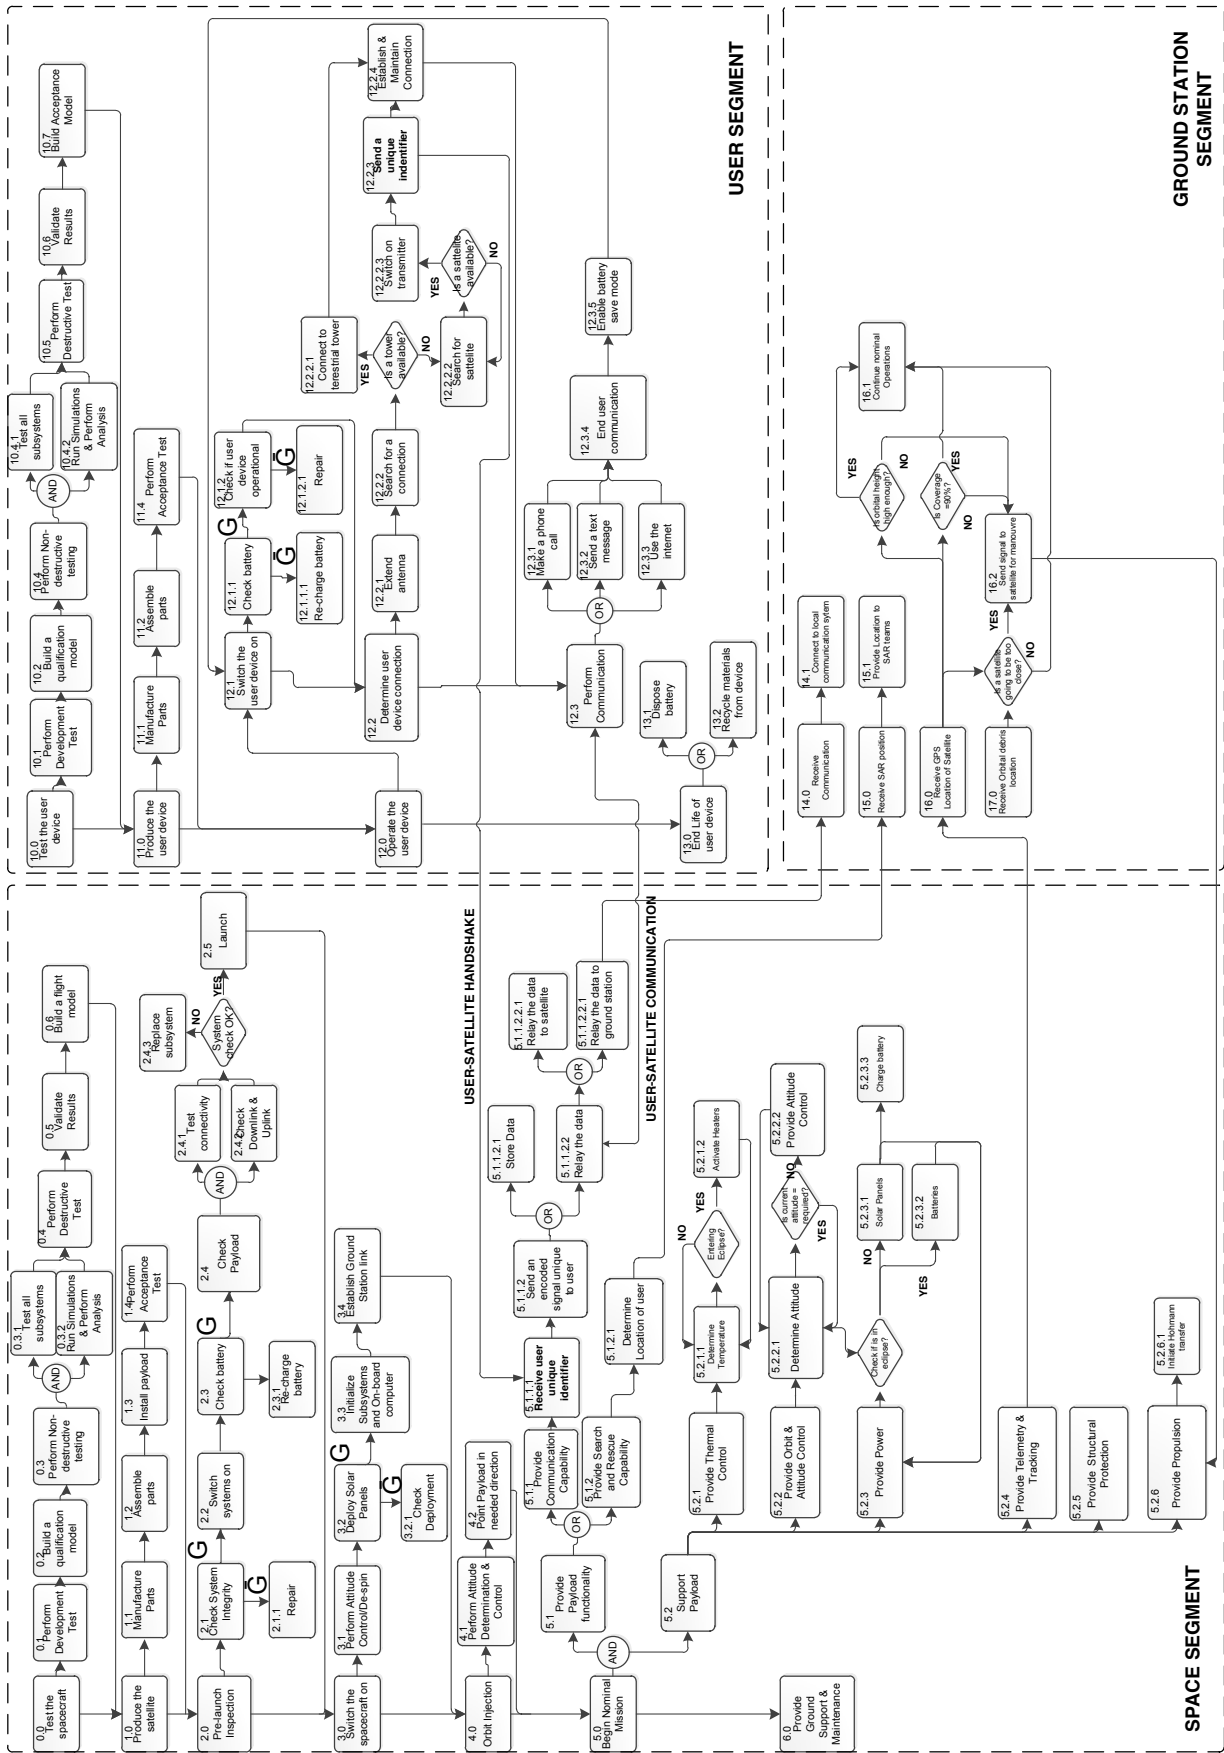 0.0
Test the
spacecraft
0.1
Perform
Development
Test
0.2
Build a
qualification
model
0.3
Perform Non-
destructive
testing
AND
0.3.1
Test all
subsystems
0.3.2
Run Simulations
& Perform
Analysis
0.4
Perform
Destructive
Test
0.5
Validate
Results
0.6
Build a flight
model
1.0
Produce the
satellite
1.1
Manufacture
Parts
1.2
Assemble
parts
1.3
Install payload
1.4
Perform
Acceptance
Test
2.0
Pre-launch
Inspection
2.1
Check System
Integrity
G
G
2.1.1
Repair
2.2
Switch
systems on
2.3
Check battery
G
2.3.1
Re-charge
battery
2.4
Check
Payload
AND
2.4.1
Test
connectivity
2.4.2
Check
Downlink &
Uplink
System
check OK?
NO
YES
2.4.3
Replace
subsystem
2.5
Launch
3.0
Switch the
spacecraft on
3.1
Perform Attitude
Control/De-spin
3.2
Deploy Solar
Panels
G
G
3.2.1
Check
Deployment
3.3
Initialize
Subsystems
and On-board
computer
3.4
Establish Ground
Station link
4.0
Orbit Injection
4.1
Perform Attitude
Determination &
Control
4.2
Point Payload in
needed direction
5.0
Begin Nominal
Mission
AND
5.1
Provide
Payload
functionality
OR
5.1.1
Provide
Communication
Capability
5.1.1.1
Receive user
unique
identifier
5.1.1.2
Send an
encoded
signal unique
to user
OR
5.1.1.2.1
Store Data
5.1.1.2.2
Relay the data
OR
5.1.1.2.2.1
Relay the data
to satellite
5.1.1.2.2.1
Relay the data to
ground station
5.1.2
Provide Search
and Rescue
Capability
5.1.2.1
Determine
Location of user
5.2
Support
Payload
5.2.1
Provide Thermal
Control
5.2.1.1
Determine
Temperature
Entering
Eclipse?
NO
YES
5.2.1.2
Activate Heaters
5.2.2
Provide Orbit &
Attitude Control
5.2.2.1
Determine Attitude
Is current
attitude =
required?
NO
YES
5.2.2.2
Provide Attitude
Control
5.2.3
Provide Power
Check if is in
eclipse?
NO
YES
5.2.3.1
Solar Panels
5.2.3.2
Batteries
5.2.3.3
Charge battery
5.2.4
Provide Telemetry &
Tracking
5.2.5
Provide Structural
Protection
5.2.6
Provide Propulsion
5.2.6.1
Initiate Hohmann
transfer
6.0
Provide
Ground
Support &
Maintenance
SPACE SEGMENT
USER-SATELLITE HANDSHAKE
USER-SATELLITE COMMUNICATION
10.0
Test the user
device
10.1
Perform
Development
Test
10.2
Build a
qualification
model
10.4
Perform Non-
destructive
testing
AND
10.4.1
Test all
subsystems
10.4.2
Run Simulations
& Perform
Analysis
10.5
Perform
Destructive Test
10.6
Validate
Results
10.7
Build Acceptance
Model
11.0
Produce the
user device
11.1
Manufacture
Parts
11.2
Assemble
parts
11.4
Perform
Acceptance Test
12.0
Operate the
user device
12.1
Switch the
user device on
12.1.1
Check battery
G
G
12.1.1.1
Re-charge battery
12.1.2
Check if user
device
operational
G
12.1.2.1
Repair
12.2
Determine user
device connection
12.2.1
Extend
antenna
12.2.2
Search for a
connection
Is a tower
available?
YES
NO
12.2.2.1
Connect to
terestrial tower
12.2.2.2
Search for
sattelite
Is a sattelite
available?
YES
NO
12.2.2.3
Switch on
transmitter
12.2.3
Send a
unique
indentifier
12.2.4
Establish &
Maintain
Connection
12.3
Perform
Communication
OR
12.3.1
Make a phone
call
12.3.2
Send a text
message
12.3.3
Use the
internet
12.3.4
End user
communication
12.3.5
Enable battery
save mode
13.0
End Life of
user device
OR
13.1
Dispose
battery
13.2
Recycle materials
from device
USER SEGMENT
14.0
Receive
Communication
14.1
Connect to local
communication sytem
15.0
Receive SAR position
15.1
Provide Location to
SAR teams
16.0
Receive GPS
Location of Satellite
17.0
Receive Orbital debris
location
Is a satellite
going to be too
close?
YES
NO
Is orbital height
high enough?
YES
NO
Is Coverage
=90%?
YES
NO
16.1
Continue nominal
Operations
16.2
Send signal to
satellite for manouvre
GROUND STATION
SEGMENT